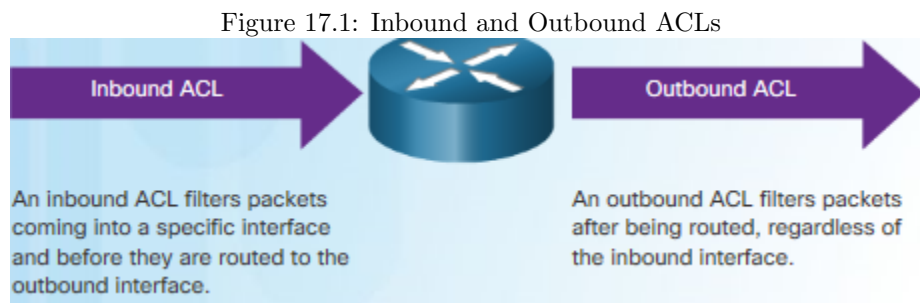 Figure 17.1: Inbound and Outbound ACLs
Inbound ACL
Outbound ACL
An inbound ACL filters packets
coming into a specific interface
and before they are routed to the
outbound interface.
An outbound ACL filters packets
after being routed, regardless of
the inbound interface.